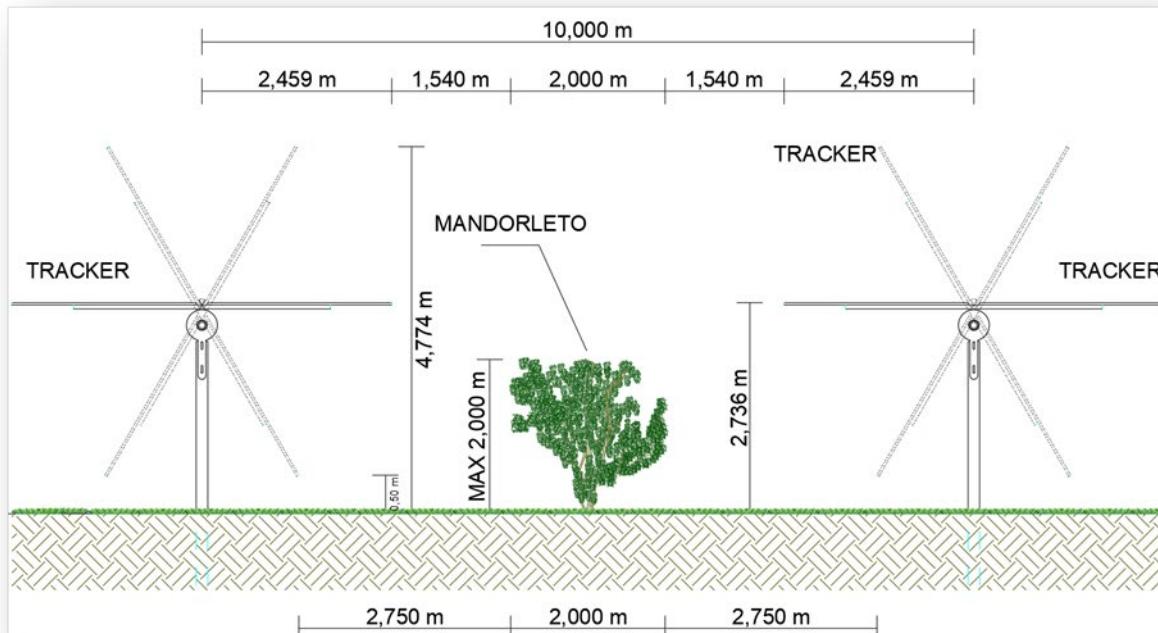 10,000 m
2,459 m 1,540 m 2,000 m 1,540 m 2,459 m
TRACKER
MANDORLETO
TRACKER
TRACKER
4,774 m
MAX 2,000 m
2,736 m
0,50 m
2,750 m 2,000 m 2,750 m